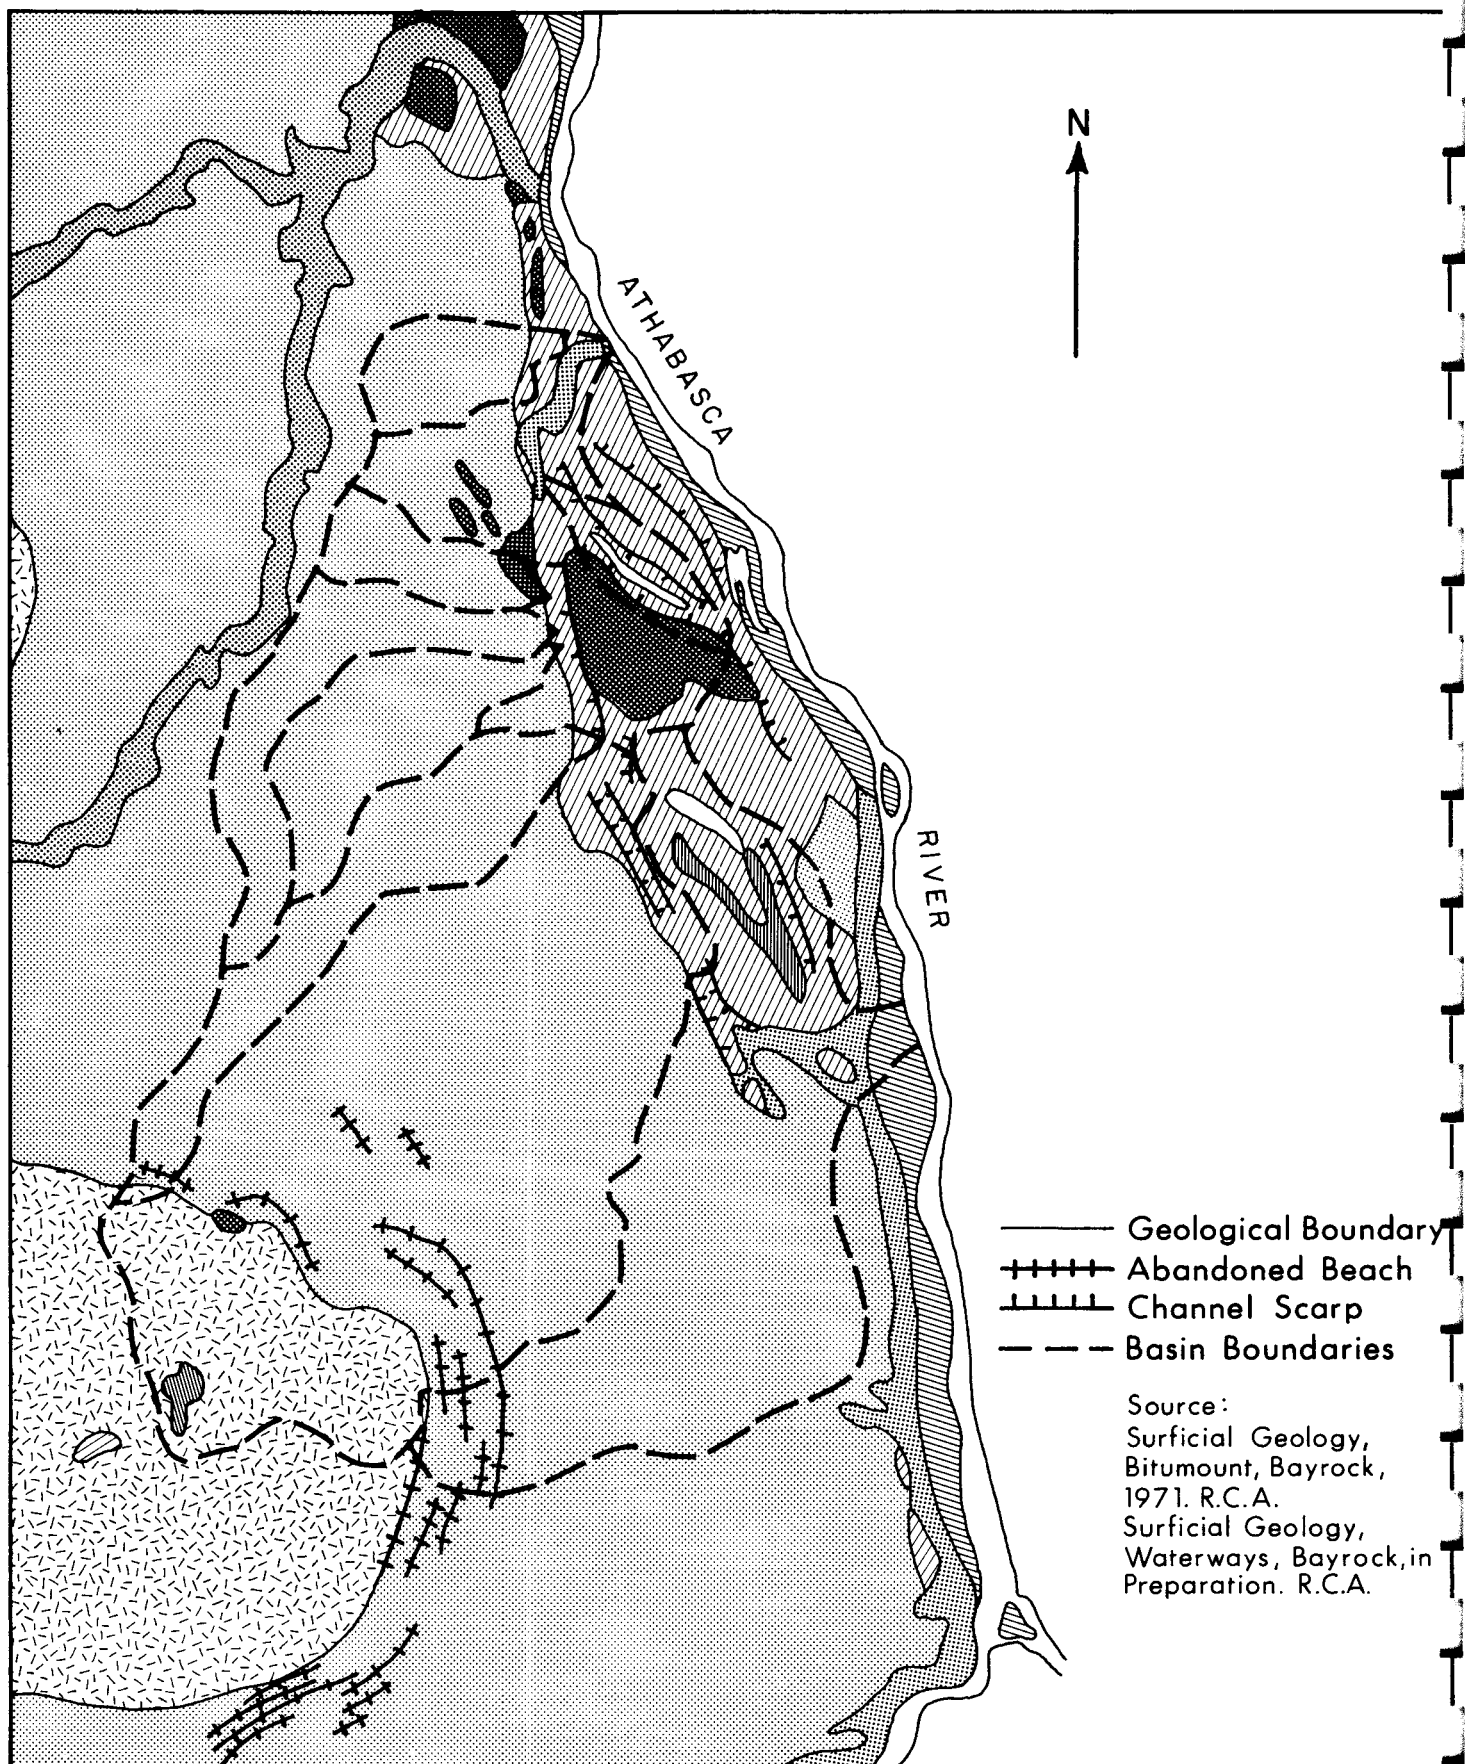 N
ATHABASCA
RIVER
Geological Boundary
Abandoned Beach
Channel Scarp
Basin Boundaries
Source:
Surficial Geology,
Bitumount, Bayrock,
1971. R.C.A.
Surficial Geology,
Waterways, Bayrock, in
Preparation. R.C.A.